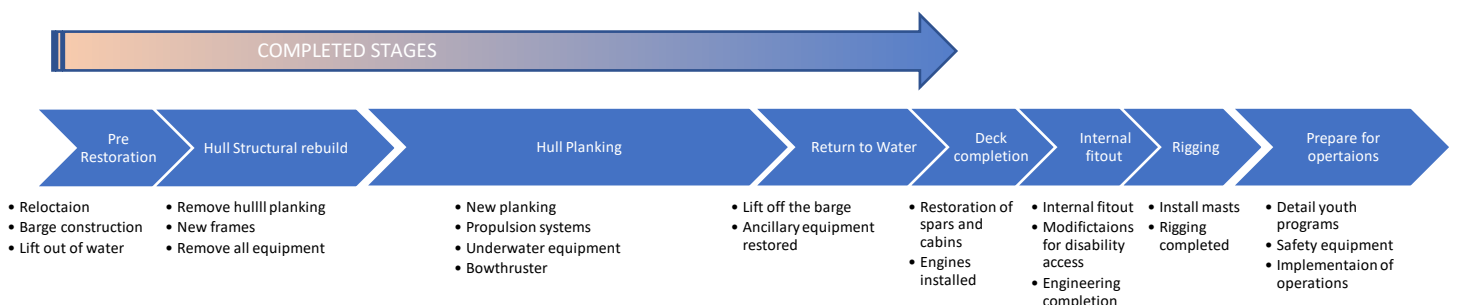 COMPLETED STAGES
Pre
Restoration
Hull Structural rebuild
Hull Planking
Return to Water
Deck
completion
Internal
fitout
Rigging
Prepare for
opertaions
• Reloctaion
• Barge construction
• Lift out of water
• Remove hullll planking
• New frames
• Remove all equipment
• New planking
• Propulsion systems
• Underwater equipment
• Bowthruster
• Lift off the barge
• Ancillary equipment
restored
• Restoration of
spars and
cabins
• Engines
installed
• Internal fitout
• Modifictaions
for disability
access
• Engineering
completion
• Install masts
• Rigging
completed
• Detail youth
programs
• Safety equipment
• Implementaion of
operations